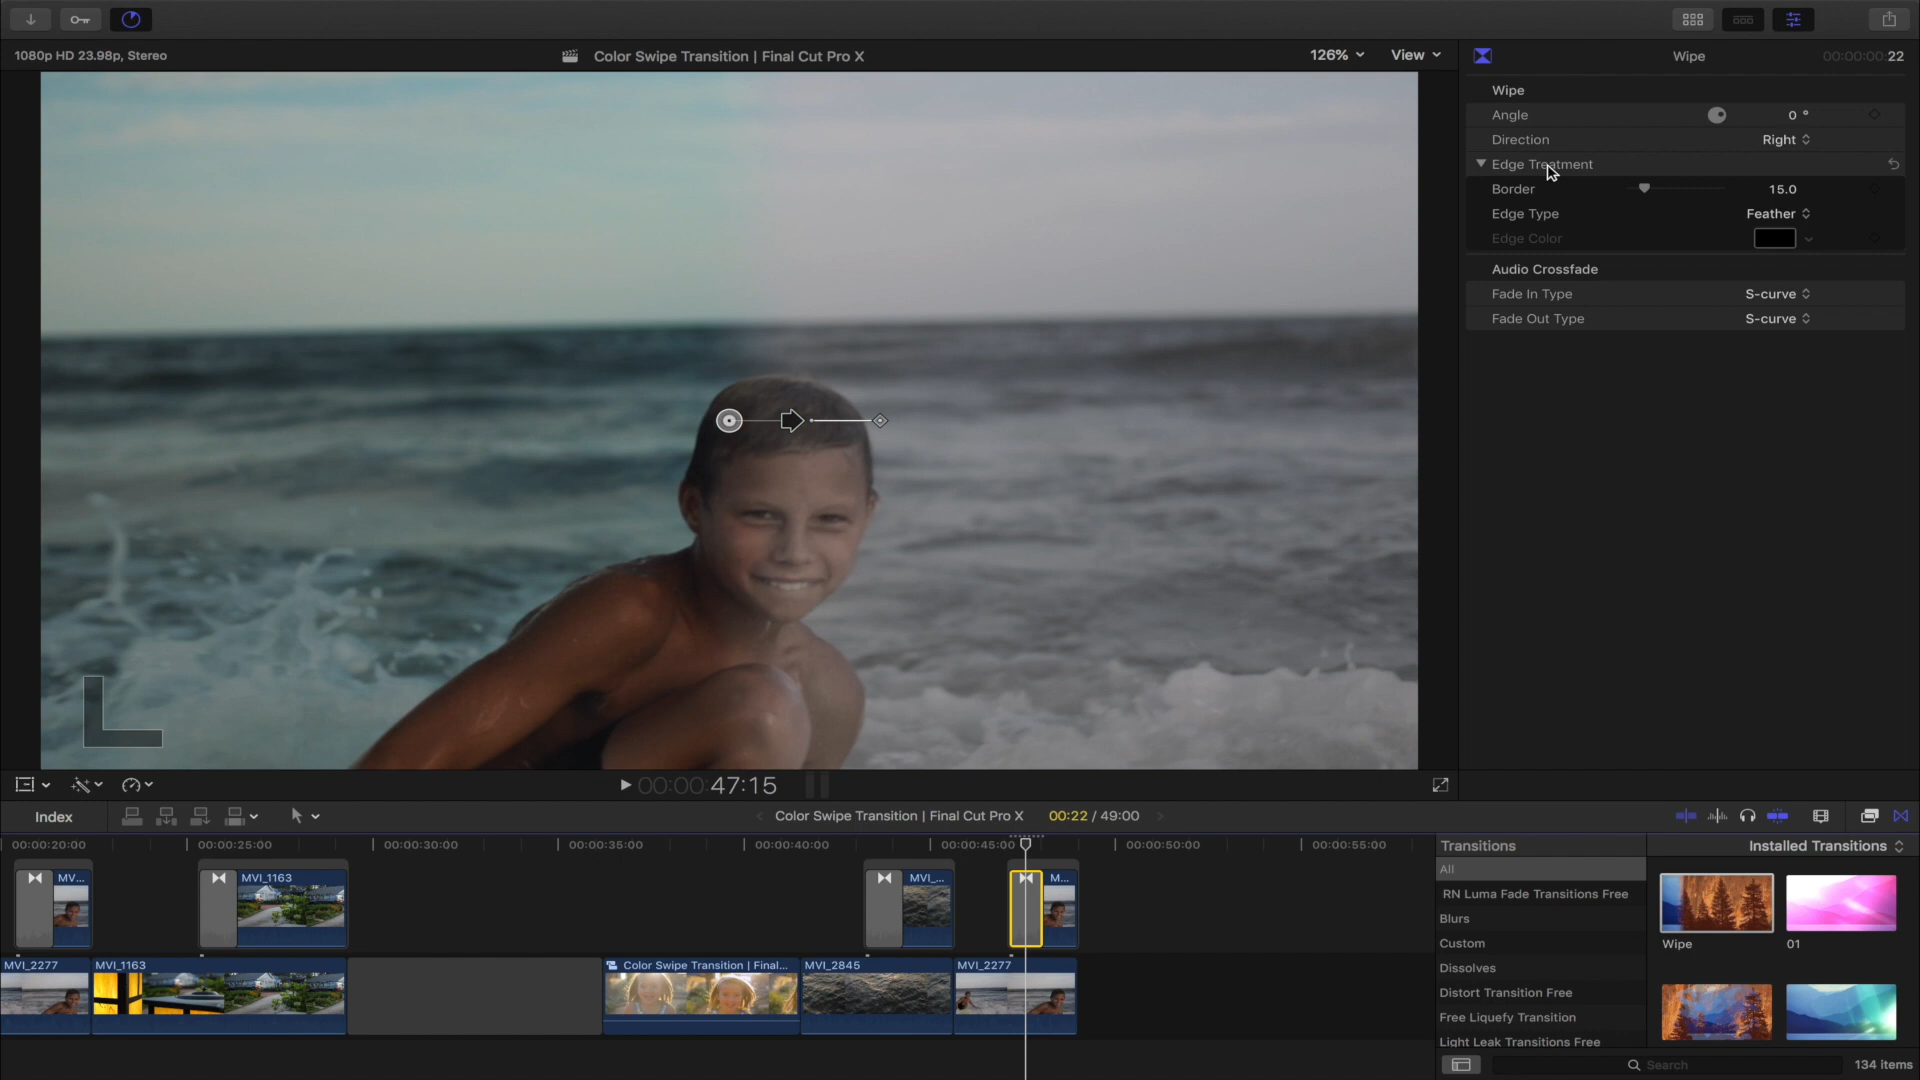 1080p HD 23.98p, Stereo
Color Swipe Transition | Final Cut Pro X
126%
View
Wipe
00:00:00:22
Wipe
Angle
0 °
Direction
Right
Edge Treatment
Border
15.0
Edge Type
Feather
Edge Color
Audio Crossfade
Fade In Type
S-curve
Fade Out Type
S-curve
00:00:47:15
Index
Color Swipe Transition | Final Cut Pro X
00:22 / 49:00
00:00:20:00
00:00:25:00
00:00:30:00
00:00:35:00
00:00:40:00
00:00:45:00
00:00:50:00
00:00:55:00
MV...
MVI_1163
MVI_...
M...
MVI_2277
MVI_1163
Color Swipe Transition | Final...
MVI_2845
MVI_2277
Transitions
Installed Transitions
All
RN Luma Fade Transitions Free
Blurs
Custom
Dissolves
Distort Transition Free
Free Liquefy Transition
Light Leak Transitions Free
Wipe
01
Search
134 items